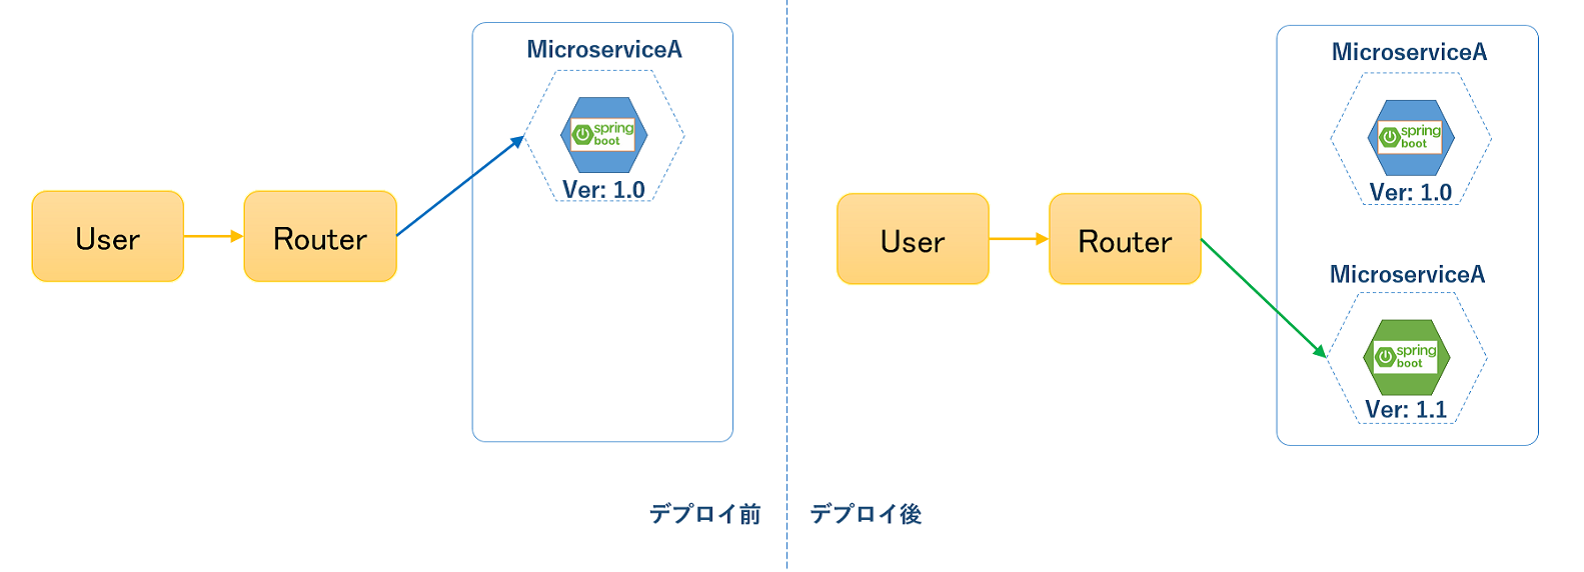 MicroserviceA
spring
boot
Ver: 1.0
User
Router
デプロイ前
MicroserviceA
spring
boot
Ver: 1.0
User
Router
MicroserviceA
spring
boot
Ver: 1.1
デプロイ後